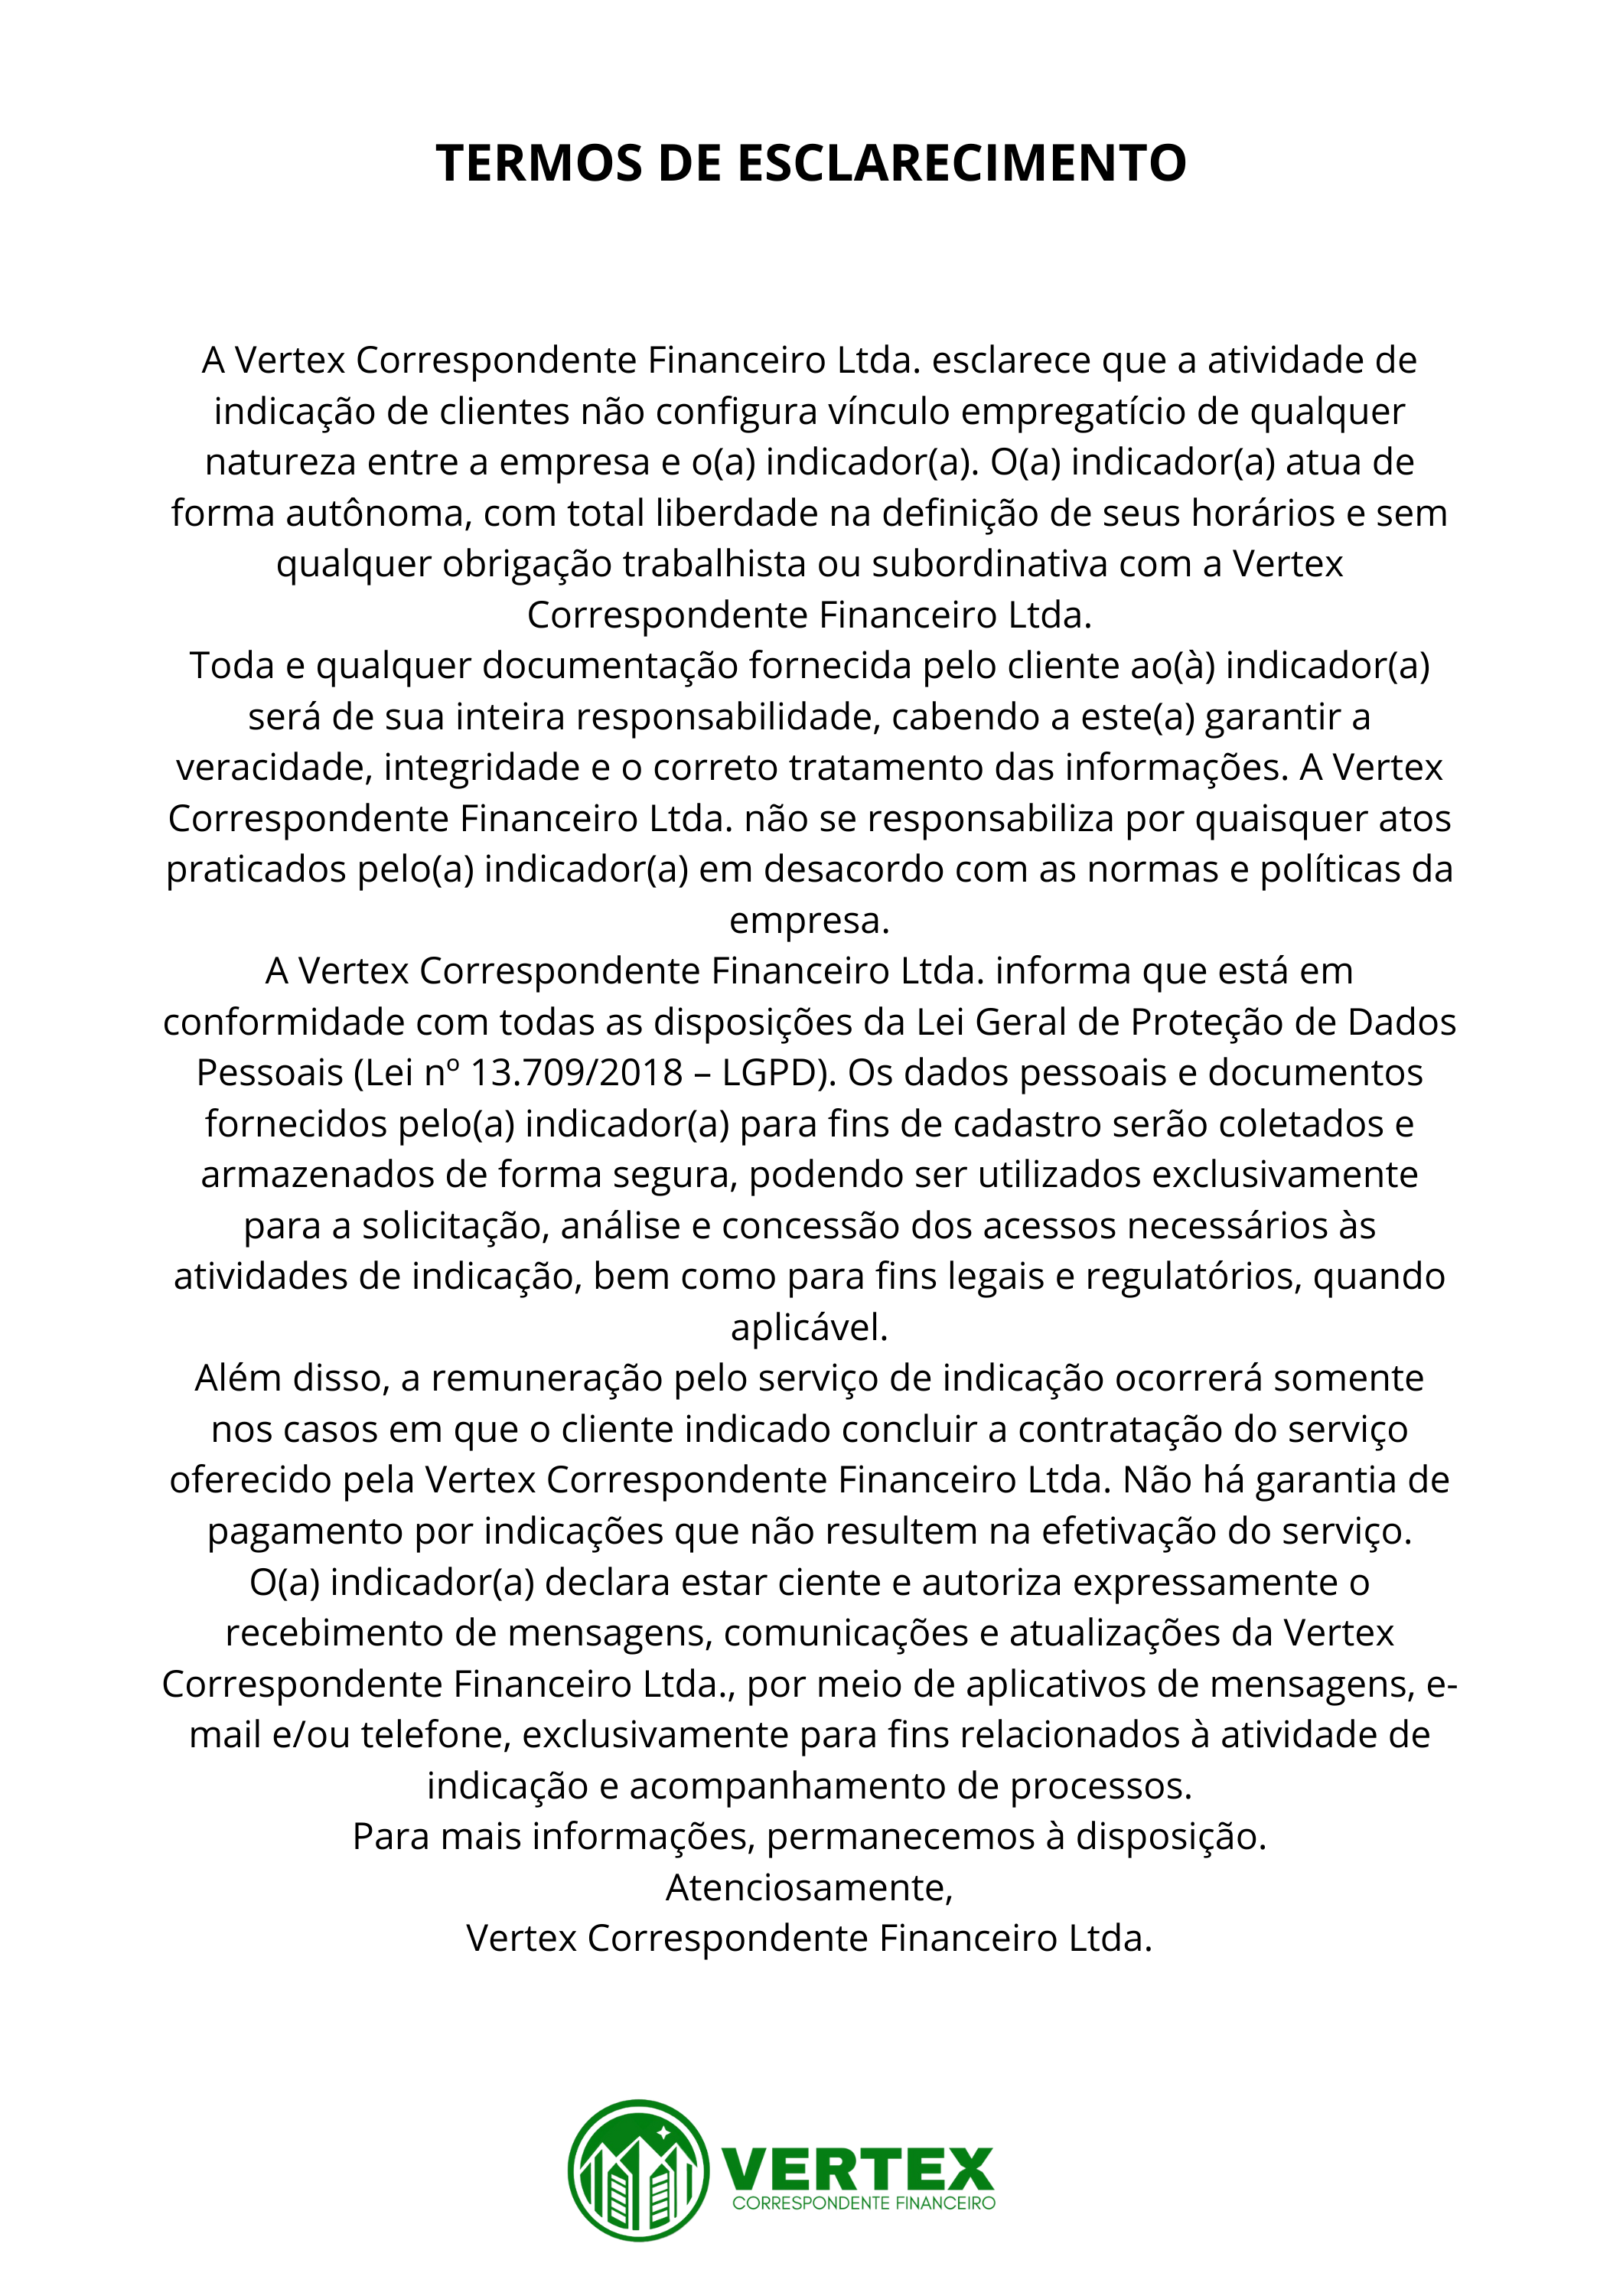 TERMOS DE ESCLARECIMENTO
A Vertex Correspondente Financeiro Ltda. esclarece que a atividade de
indicação de clientes não configura vínculo empregatício de qualquer
natureza entre a empresa e o(a) indicador(a). O(a) indicador(a) atua de
forma autônoma, com total liberdade na definição de seus horários e sem
qualquer obrigação trabalhista ou subordinativa com a Vertex
Correspondente Financeiro Ltda.
Toda e qualquer documentação fornecida pelo cliente ao(à) indicador(a)
será de sua inteira responsabilidade, cabendo a este(a) garantir a
veracidade, integridade e o correto tratamento das informações. A Vertex
Correspondente Financeiro Ltda. não se responsabiliza por quaisquer atos
praticados pelo(a) indicador(a) em desacordo com as normas e políticas da
empresa.
A Vertex Correspondente Financeiro Ltda. informa que está em
conformidade com todas as disposições da Lei Geral de Proteção de Dados
Pessoais (Lei nº 13.709/2018 – LGPD). Os dados pessoais e documentos
fornecidos pelo(a) indicador(a) para fins de cadastro serão coletados e
armazenados de forma segura, podendo ser utilizados exclusivamente
para a solicitação, análise e concessão dos acessos necessários às
atividades de indicação, bem como para fins legais e regulatórios, quando
aplicável.
Além disso, a remuneração pelo serviço de indicação ocorrerá somente
nos casos em que o cliente indicado concluir a contratação do serviço
oferecido pela Vertex Correspondente Financeiro Ltda. Não há garantia de
pagamento por indicações que não resultem na efetivação do serviço.
O(a) indicador(a) declara estar ciente e autoriza expressamente o
recebimento de mensagens, comunicações e atualizações da Vertex
Correspondente Financeiro Ltda., por meio de aplicativos de mensagens, e-
mail e/ou telefone, exclusivamente para fins relacionados à atividade de
indicação e acompanhamento de processos.
Para mais informações, permanecemos à disposição.
Atenciosamente,
Vertex Correspondente Financeiro Ltda.
VERTEX
CORRESPONDENTE FINANCEIRO